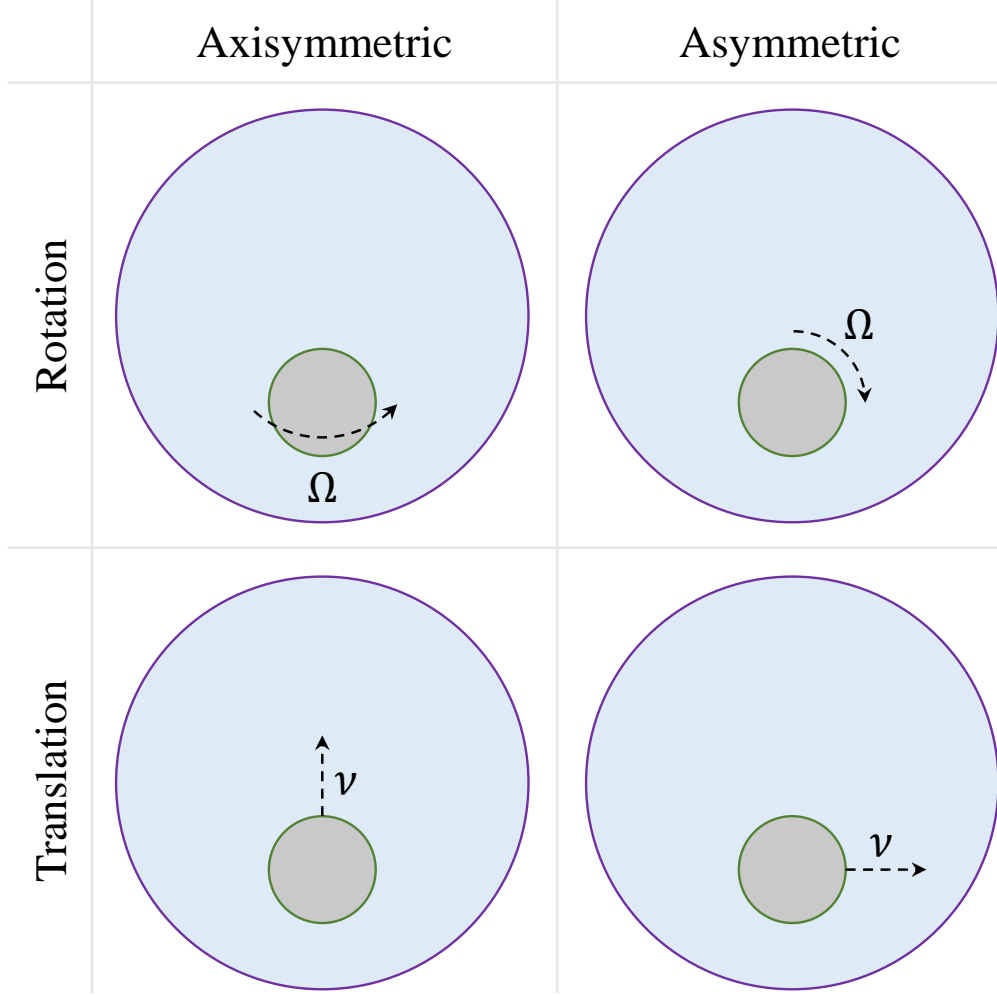 Axisymmetric
Asymmetric
Rotation
Ω
Ω
Translation
ν
ν